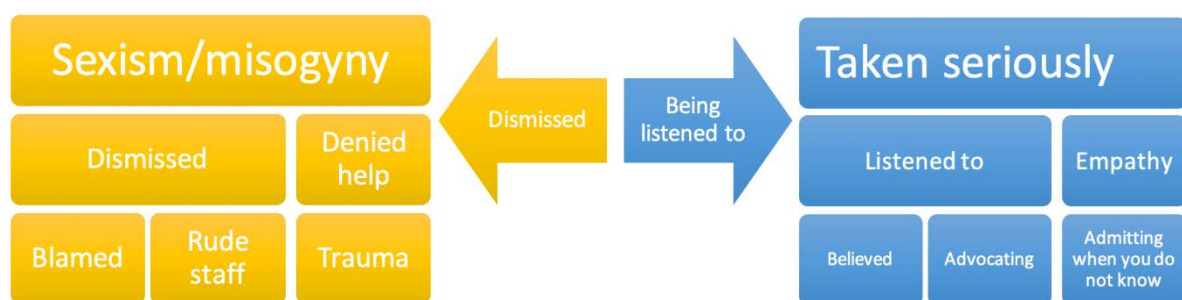 Sexism/misogyny
Dismissed
Denied
help
Blamed
Rude
staff
Trauma
Dismissed
Being
listened to
Taken seriously
Listened to
Empathy
Believed
Advocating
Admitting
when you do
not know